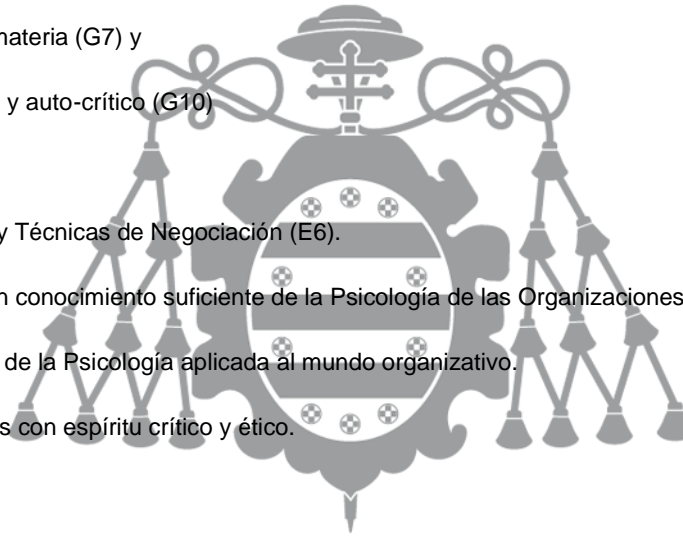 materia (G7) y
y auto-crítico (G10)
y Técnicas de Negociación (E6).
n conocimiento suficiente de la Psicología de las Organizaciones
de la Psicología aplicada al mundo organizativo.
s con espíritu crítico y ético.